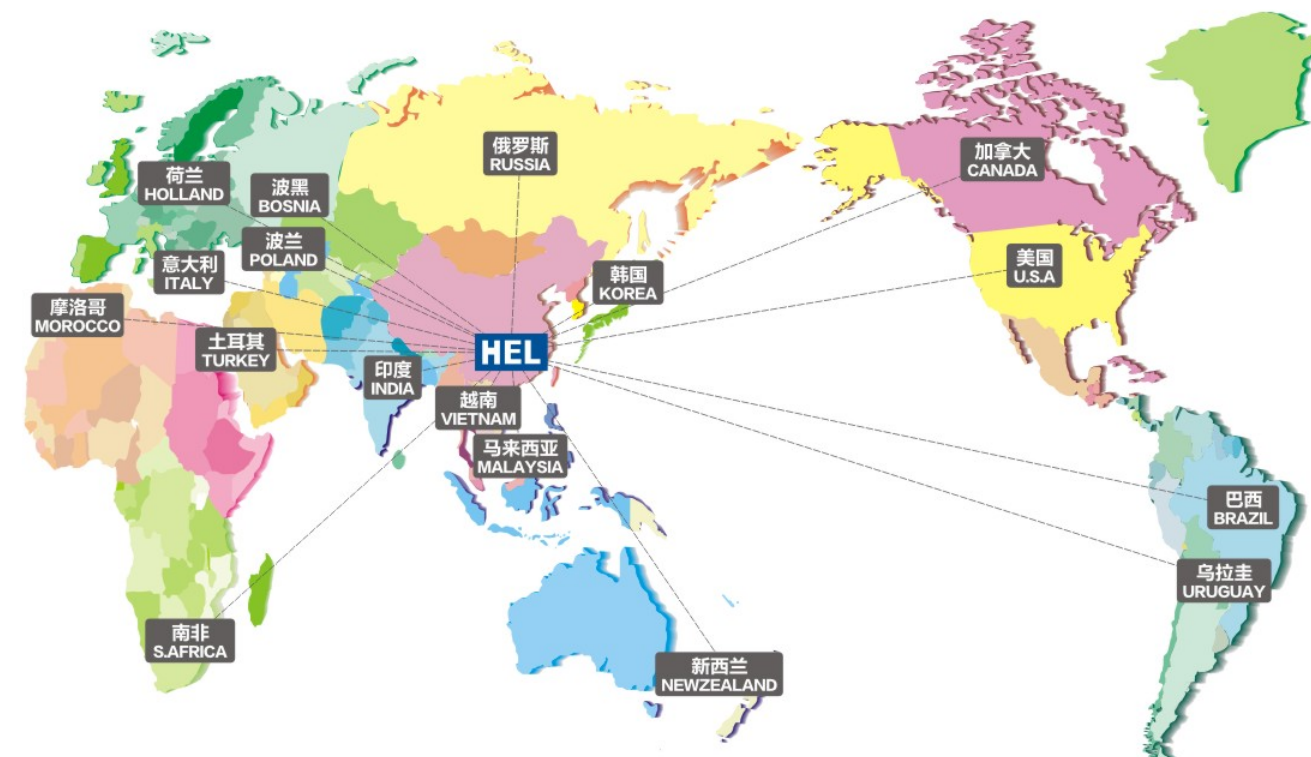 俄罗斯
RUSSIA
加拿大
CANADA
荷兰
HOLLAND
波黑
BOSNIA
波兰
POLAND
意大利
ITALY
韩国
KOREA
美国
U.S.A
摩洛哥
MOROCCO
土耳其
TURKEY
HEL
印度
INDIA
越南
VIETNAM
马来西亚
MALAYSIA
巴西
BRAZIL
乌拉圭
URUGUAY
南非
S.AFRICA
新西兰
NEWZEALAND